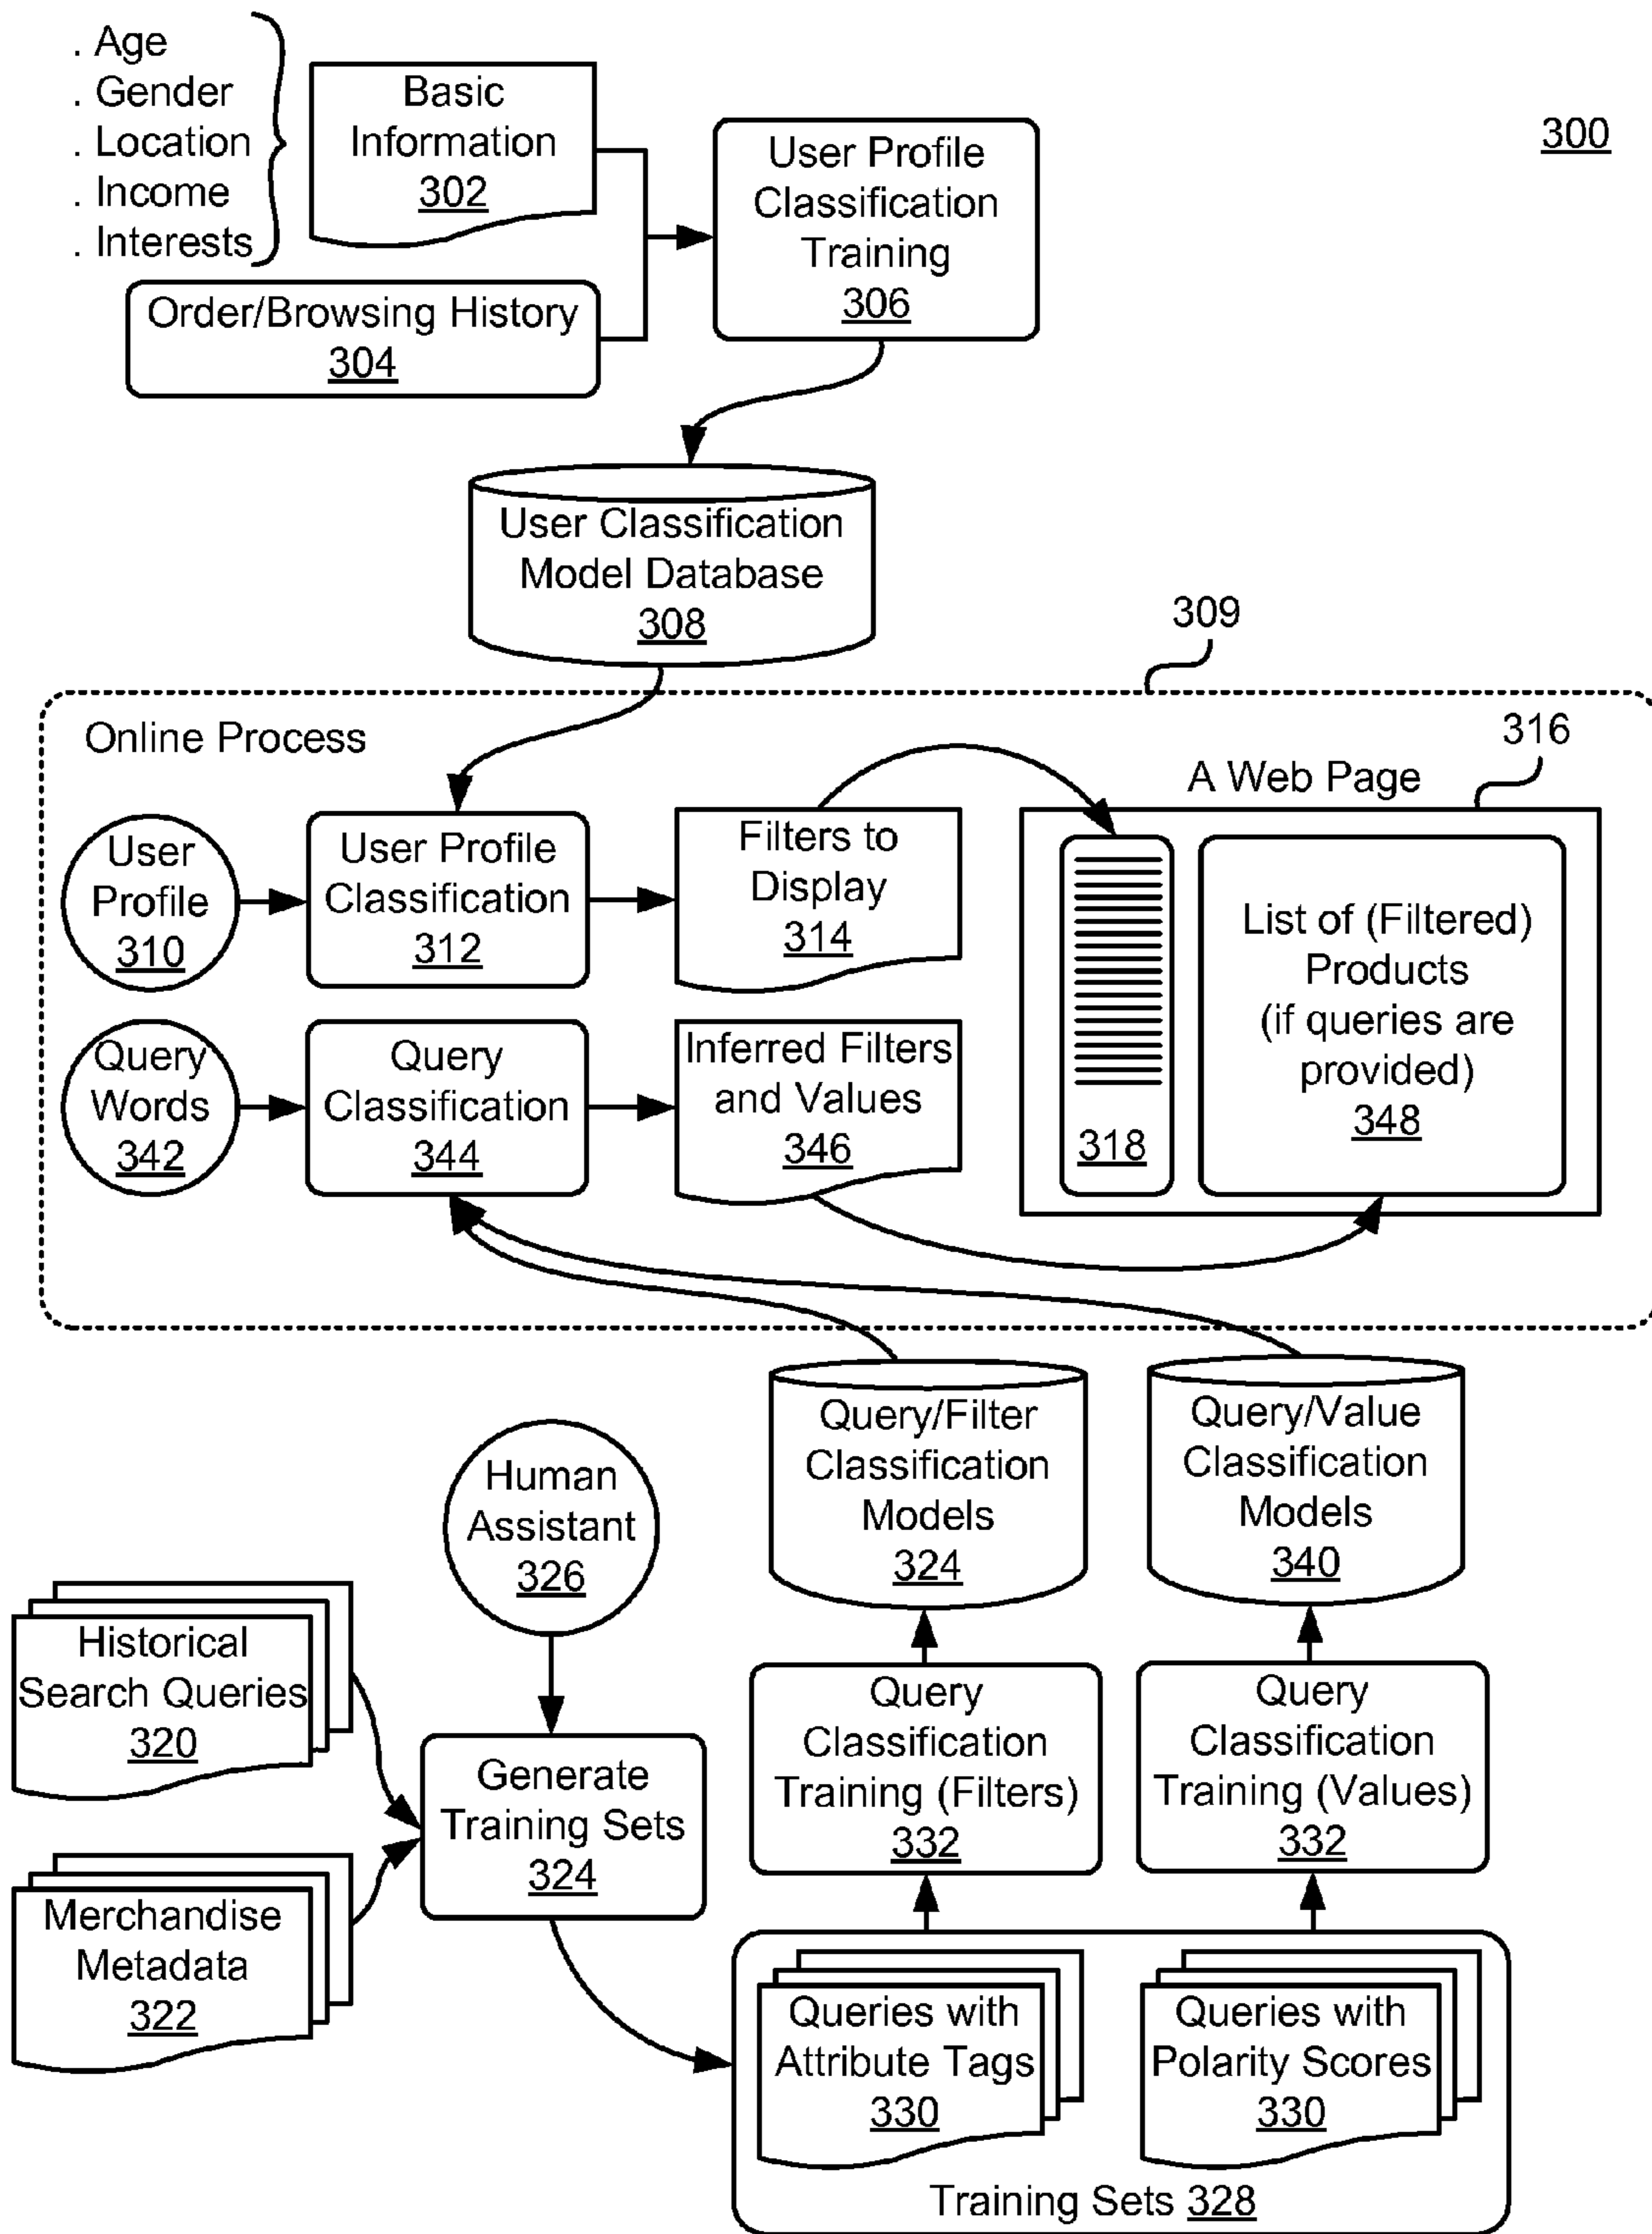 . Age
. Gender
. Location
. Income
. Interests
Basic
Information
302
Order/Browsing History
304
User Profile
Classification
Training
306
300
User Classification
Model Database
308
309
Online Process
316
A Web Page
User
Profile
310
User Profile
Classification
312
Filters to
Display
314
318
List of (Filtered)
Products
(if queries are
provided)
348
Query
Words
342
Query
Classification
344
Inferred Filters
and Values
346
Query/Filter
Classification
Models
324
Query/Value
Classification
Models
340
Human
Assistant
326
Historical
Search Queries
320
Merchandise
Metadata
322
Generate
Training Sets
324
Query
Classification
Training (Filters)
332
Query
Classification
Training (Values)
332
Queries with
Attribute Tags
330
Queries with
Polarity Scores
330
Training Sets 328